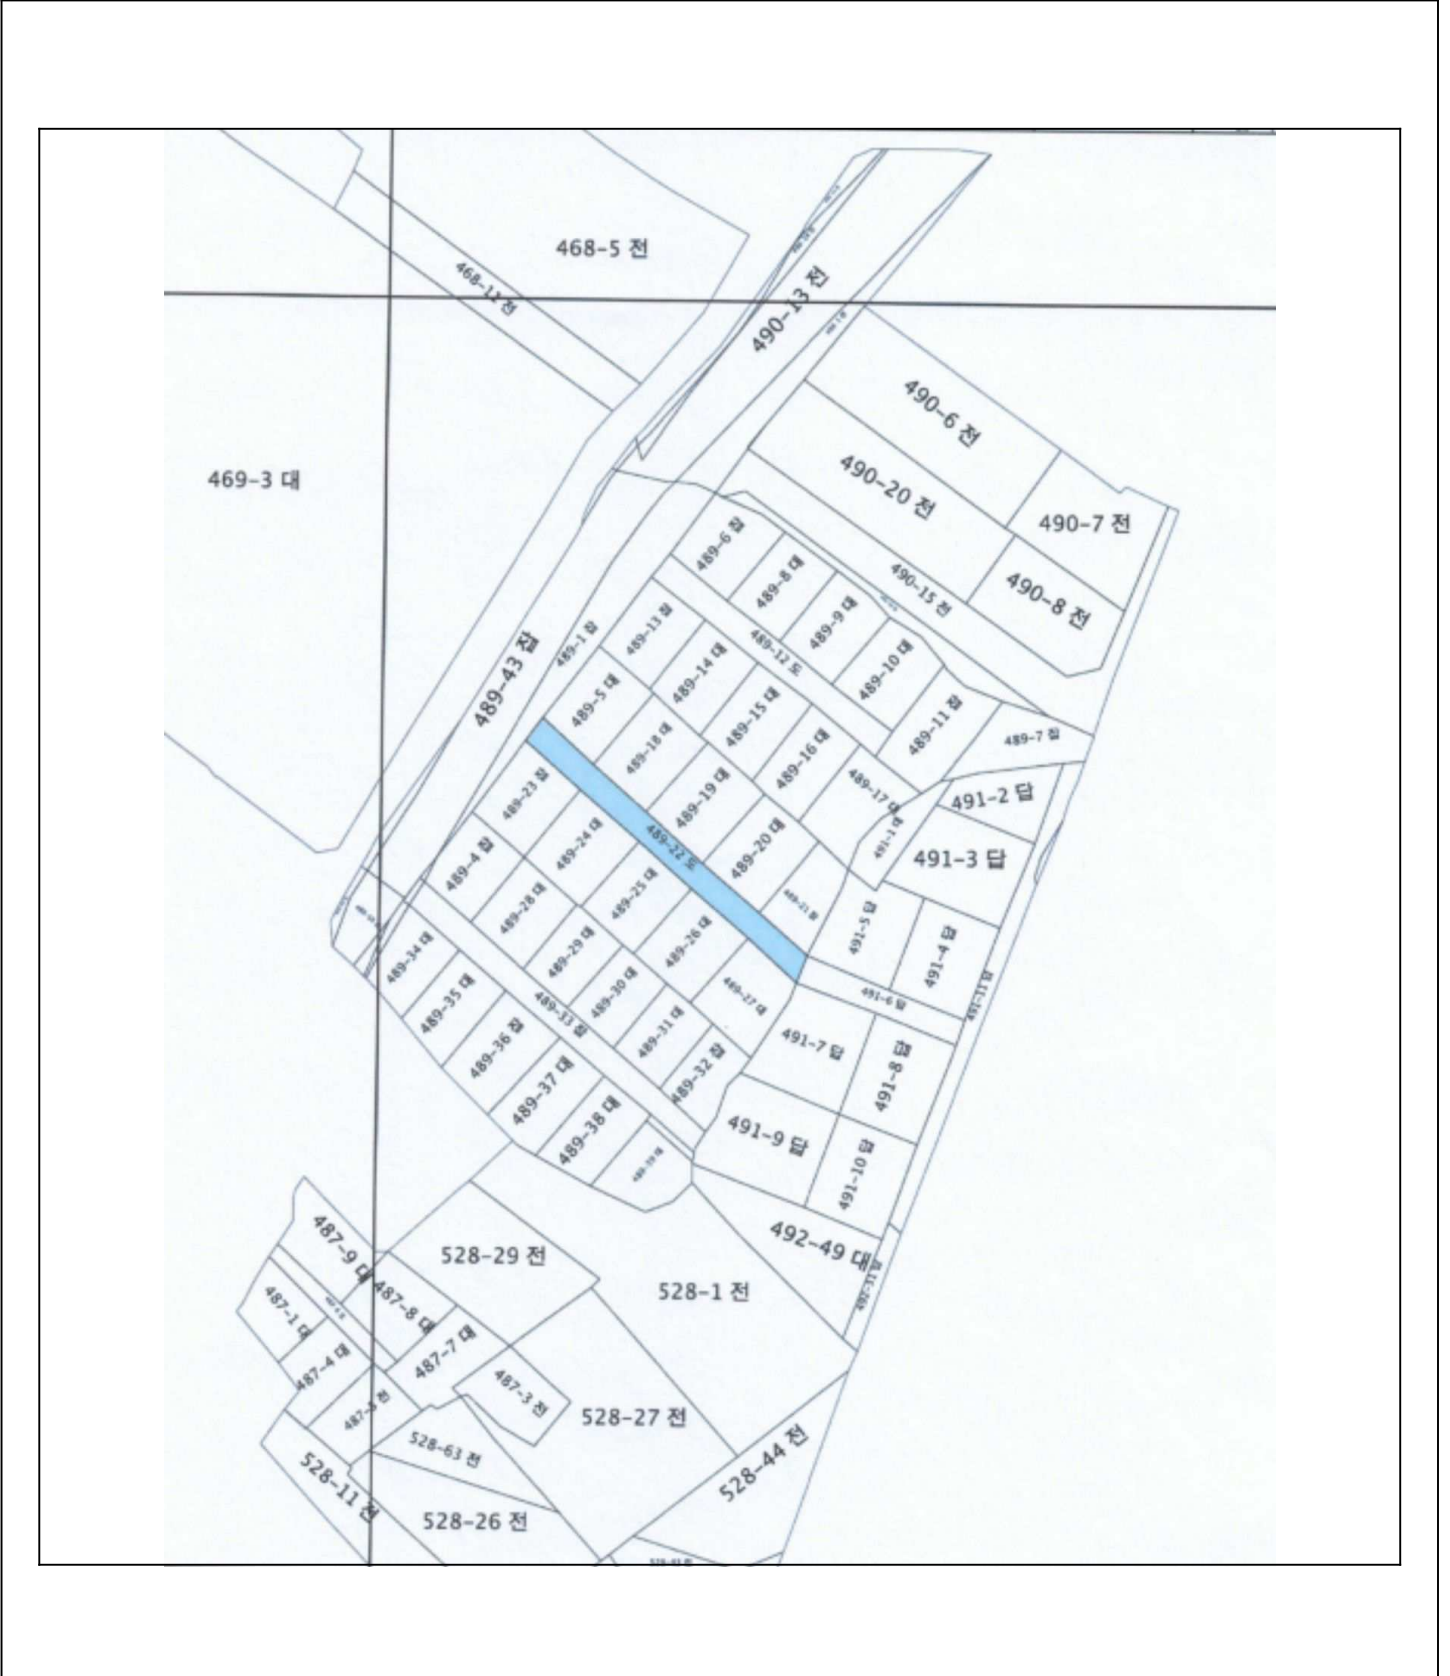 468-5 전
468-12 전
490-13 전
469-3 대
490-6 전
490-20 전
490-7 전
490-15 전
490-8 전
489-6 잡
489-8 대
489-9 대
489-10 대
489-11 잡
489-12 도
489-7 잡
489-43 잡
489-1 잡
489-13 잡
489-14 대
489-15 대
489-16 대
489-17 대
489-5 대
489-18 대
489-19 대
489-20 대
489-21 잡
489-22 도
489-23 잡
489-24 대
489-25 대
489-26 대
489-27 대
489-4 잡
489-28 대
489-29 대
489-30 대
489-31 대
489-32 잡
489-33 잡
489-34 대
489-35 대
489-36 잡
489-37 대
489-38 대
489-39 대
491-1 대
491-2 답
491-3 답
491-5 답
491-4 답
491-6 답
491-11 답
491-7 답
491-8 답
491-9 답
491-10 답
492-49 대
528-29 전
528-1 전
487-9 대
487-8 대
487-1 대
487-7 대
487-4 대
487-3 전
528-27 전
528-63 전
528-44 전
528-11 전
528-26 전